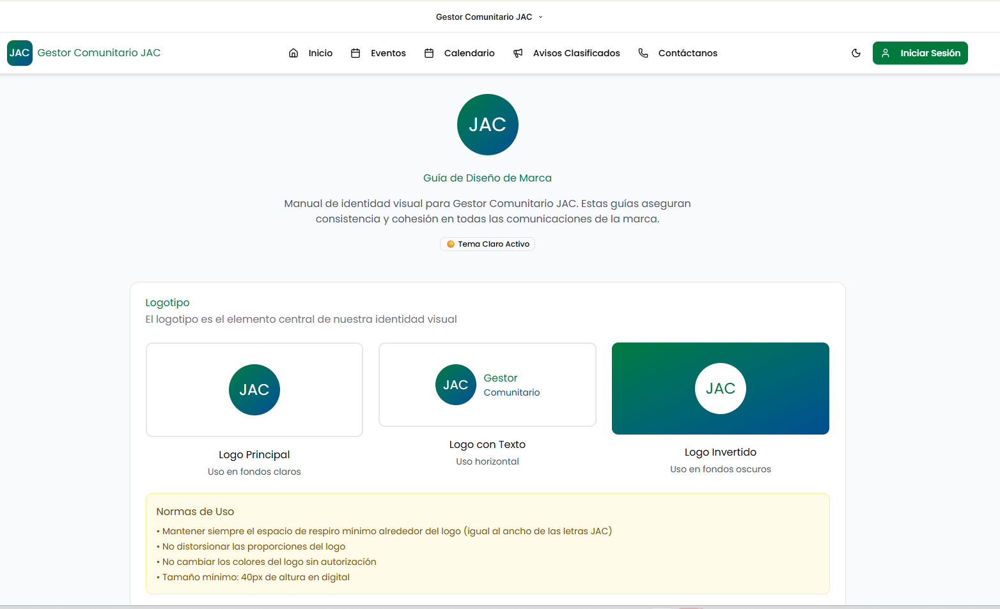 Gestor Comunitario JAC
JAC Gestor Comunitario JAC Inicio Eventos Calendario Avisos Clasificados Contáctanos Iniciar Sesión
JAC
Guía de Diseño de Marca
Manual de identidad visual para Gestor Comunitario JAC. Estas guías aseguran
consistencia y cohesión en todas las comunicaciones de la marca.
Tema Claro Activo
Logotipo
El logotipo es el elemento central de nuestra identidad visual
JAC
Logo Principal
Uso en fondos claros
JAC
Gestor
Comunitario
Logo con Texto
Uso horizontal
JAC
Logo Invertido
Uso en fondos oscuros
Normas de Uso
• Mantener siempre el espacio de respiro mínimo alrededor del logo (igual al ancho de las letras JAC)
• No distorsionar las proporciones del logo
• No cambiar los colores del logo sin autorización
• Tamaño mínimo: 40px de altura en digital